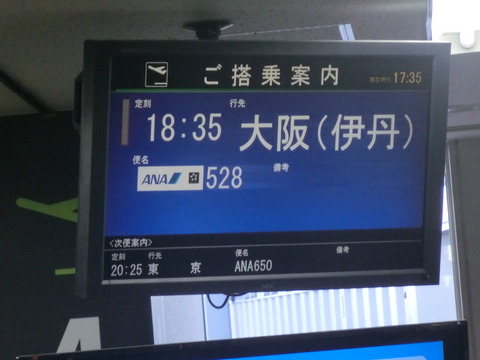 ご搭乗案内 現在時刻 17:35
定刻 行先
18:35 大阪(伊丹)
便名 備考
ANA 528
<次便案内>
定刻 行先 便名 備考
20:25 東 京 ANA650
NEC
A